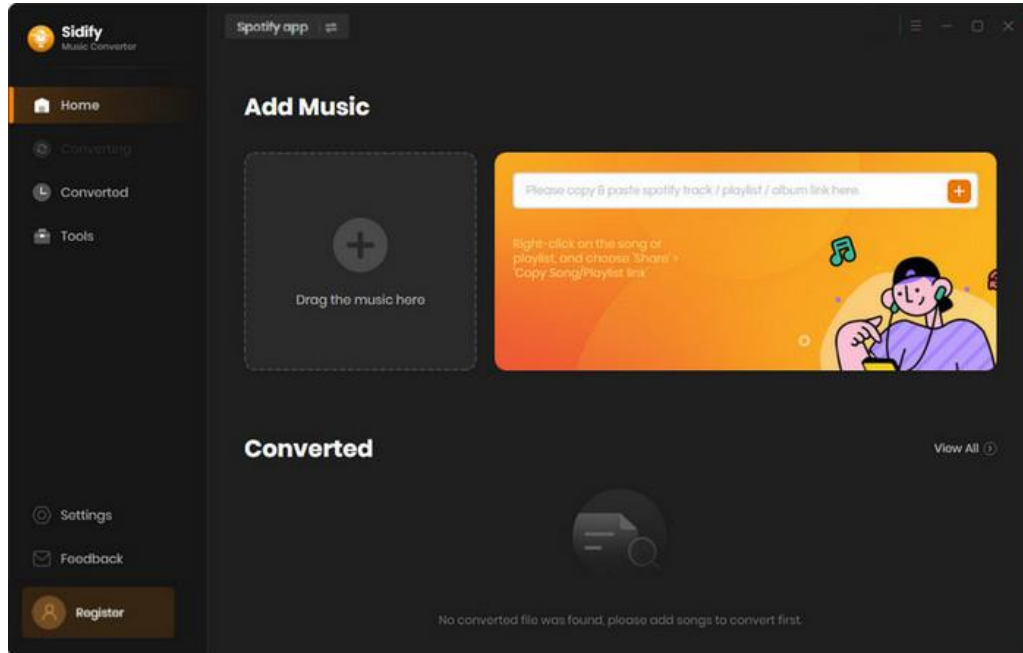 Sidify
Music Converter
Spotify app
Home
Converting
Converted
Tools
Settings
Feedback
Register
Add Music
Drag the music here
Please copy & paste spotify track / playlist / album link here.
Right-click on the song or
playlist, and choose 'Share' >
'Copy Song/Playlist link'
Converted
View All
No converted file was found, please add songs to convert first.